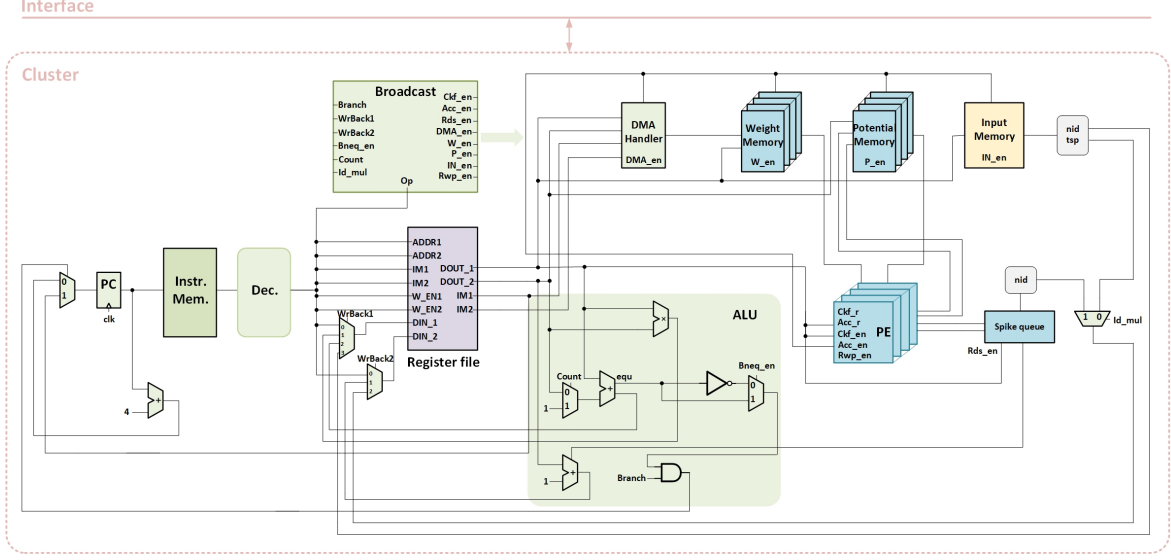 Interface
Cluster
Broadcast
Branch
WrBack1
WrBack2
Bneq_en
Count
Id_mul
Ckf_en
Acc_en
Rds_en
DMA_en
W_en
P_en
IN_en
Rwp_en
Op
DMA
Handler
DMA_en
Weight
Memory
W_en
Potential
Memory
P_en
Input
Memory
IN_en
nid
tsp
0
1
PC
clk
Instr.
Mem.
Dec.
ADDR1
ADDR2
IM1
IM2
W_EN1
W_EN2
DIN_1
DIN_2
DOUT_1
DOUT_2
IM1
IM2
Register file
WrBack1
0
1
2
3
WrBack2
0
1
2
4
+
ALU
×
Count
0
1
1
+
equ
Bneq_en
0
1
1
+
Branch
Ckf_r
Acc_r
Ckf_en
Acc_en
Rwp_en
PE
nid
Spike queue
Rds_en
1 0
Id_mul